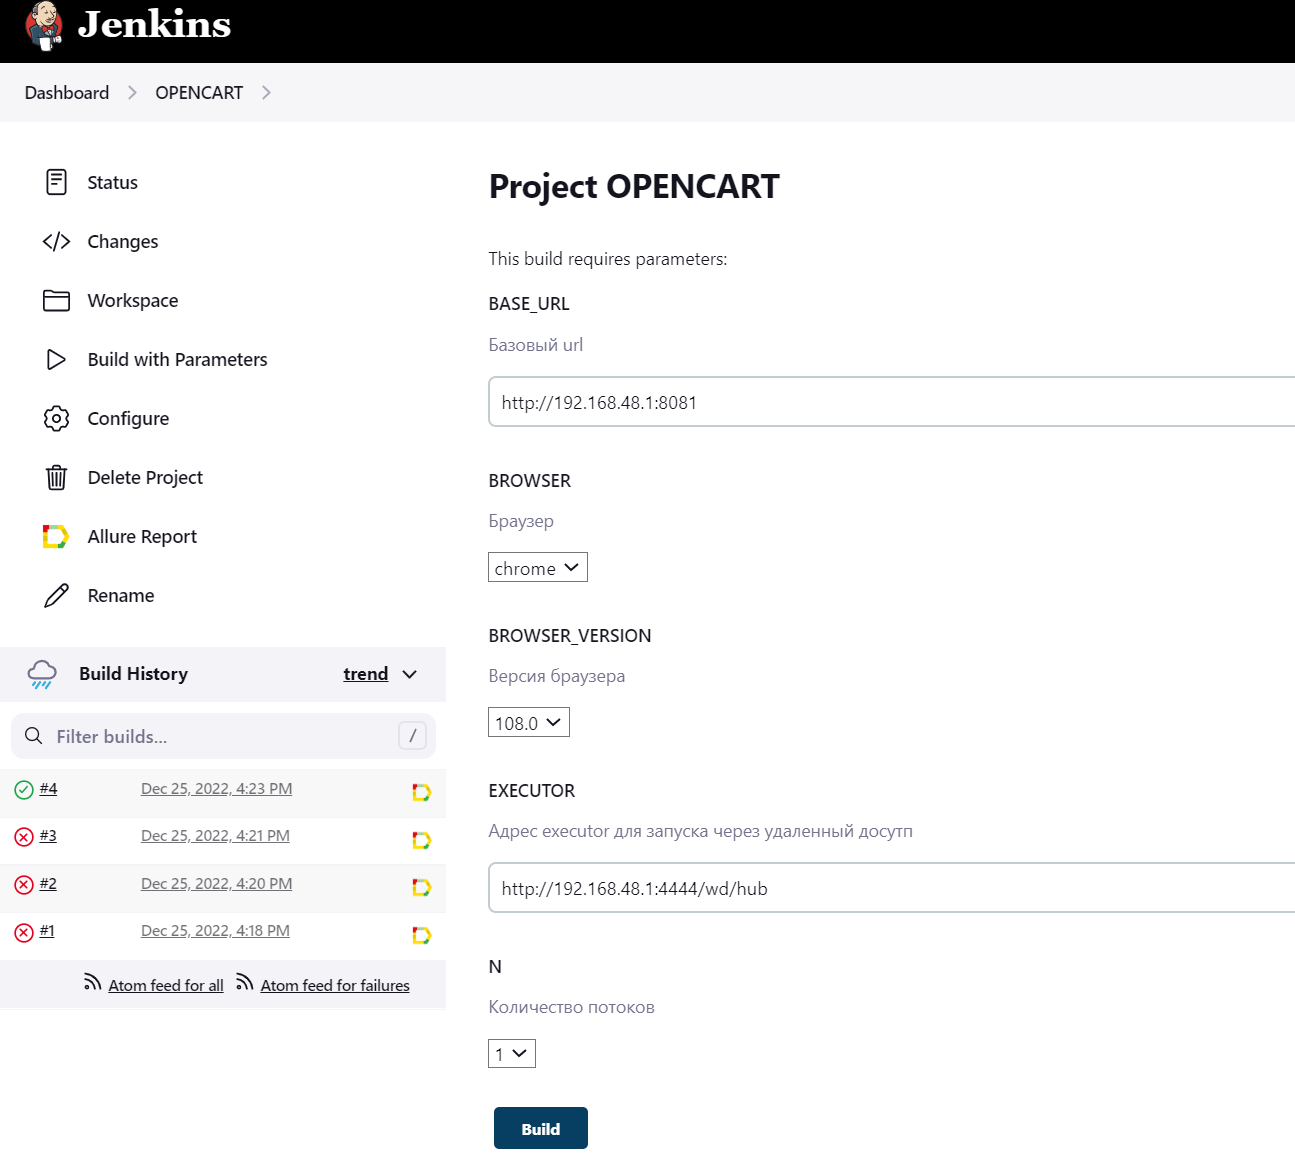 Jenkins
Dashboard
OPENCART
Status
Changes
Workspace
Build with Parameters
Configure
Delete Project
Allure Report
Rename
Build History
trend
Filter builds...
/
#4
Dec 25, 2022, 4:23 PM
#3
Dec 25, 2022, 4:21 PM
#2
Dec 25, 2022, 4:20 PM
#1
Dec 25, 2022, 4:18 PM
Atom feed for all
Atom feed for failures
Project OPENCART
This build requires parameters:
BASE_URL
Базовый url
http://192.168.48.1:8081
BROWSER
Браузер
chrome
BROWSER_VERSION
Версия браузера
108.0
EXECUTOR
Адрес executor для запуска через удаленный досутп
http://192.168.48.1:4444/wd/hub
N
Количество потоков
1
Build